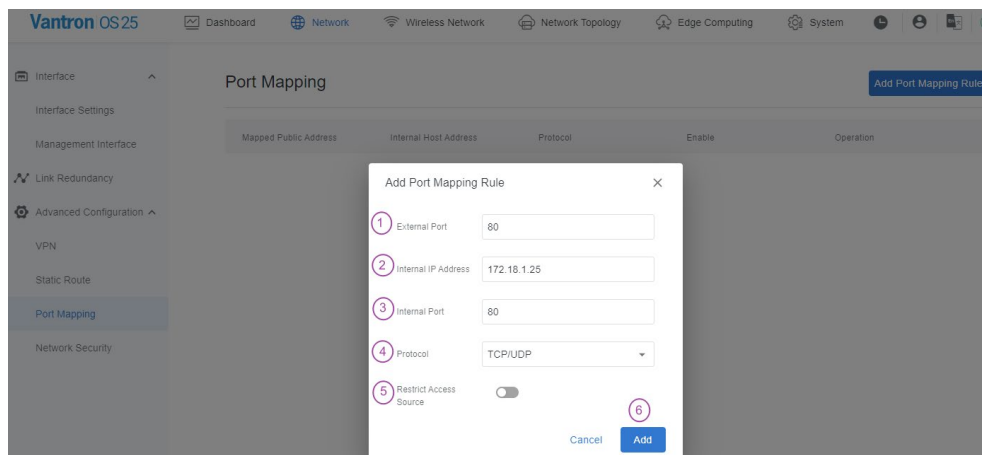 Vantron OS25
Dashboard
Network
Wireless Network
Network Topology
Edge Computing
System
Interface
Interface Settings
Management Interface
Link Redundancy
Advanced Configuration
VPN
Static Route
Port Mapping
Network Security
Port Mapping
Add Port Mapping Rule
Mapped Public Address
Internal Host Address
Protocol
Enable
Operation
Add Port Mapping Rule
1 External Port 80
2 Internal IP Address 172.18.1.25
3 Internal Port 80
4 Protocol TCP/UDP
5 Restrict Access
Source
6
Cancel
Add